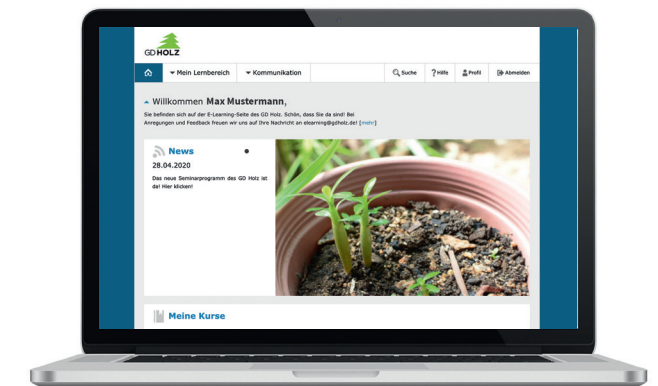 GD HOLZ
Mein Lernbereich
Kommunikation
Suche
? Hilfe
Profil
Abmelden
Willkommen Max Mustermann,
Sie befinden sich auf der E-Learning-Seite des GD Holz. Schön, dass Sie da sind! Bei
Anregungen und Feedback freuen wir uns auf Ihre Nachricht an elearning@gdholz.de! [mehr]
News
28.04.2020
Das neue Seminarprogramm des GD Holz ist
da! Hier klicken!
Meine Kurse